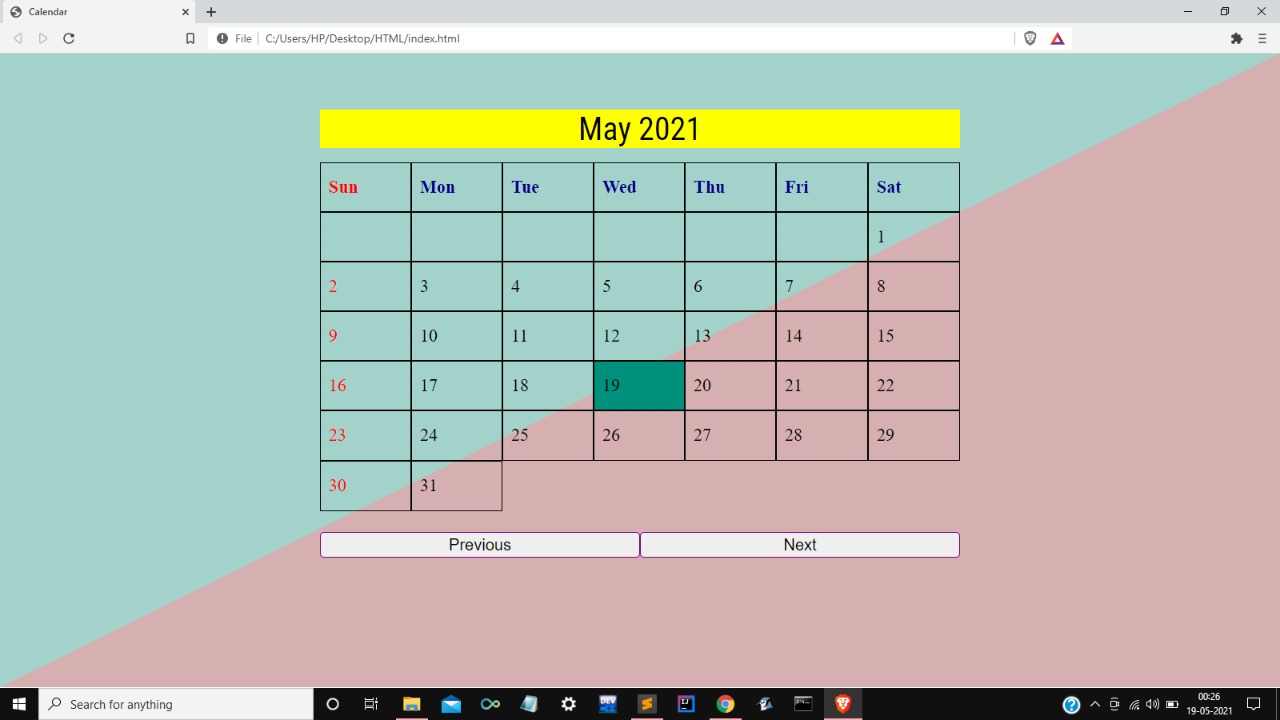 Calendar
File C:/Users/HP/Desktop/HTML/index.html
May 2021
Sun Mon Tue Wed Thu Fri Sat
1
2 3 4 5 6 7 8
9 10 11 12 13 14 15
16 17 18 19 20 21 22
23 24 25 26 27 28 29
30 31
Previous Next
Search for anything
DEV
IJ
00:26
19-05-2021